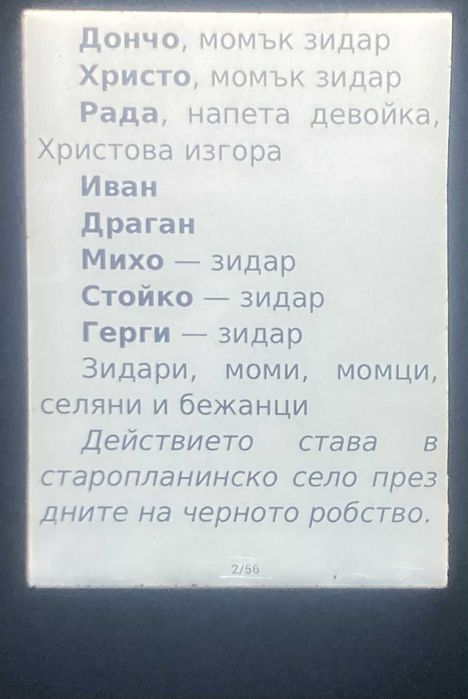 Дончо, момък зидар
Христо, момък зидар
Рада, напета девойка,
Христова изгора
Иван
Драган
Михо — зидар
Стойко — зидар
Герги — зидар
Зидари, моми, момци,
селяни и бежанци
Действието става в
старопланинско село през
дните на черното робство.
2/56